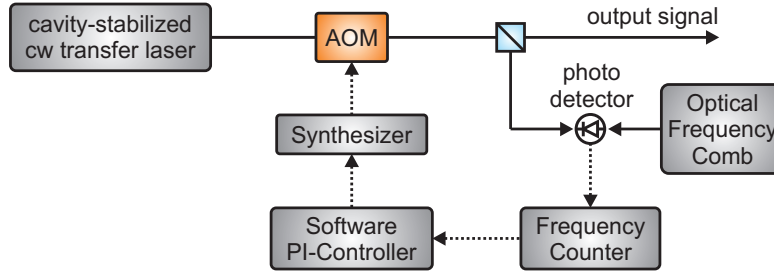 cavity-stabilized
cw transfer laser
AOM
output signal
photo
detector
Optical
Frequency
Comb
Synthesizer
Software
PI-Controller
Frequency
Counter